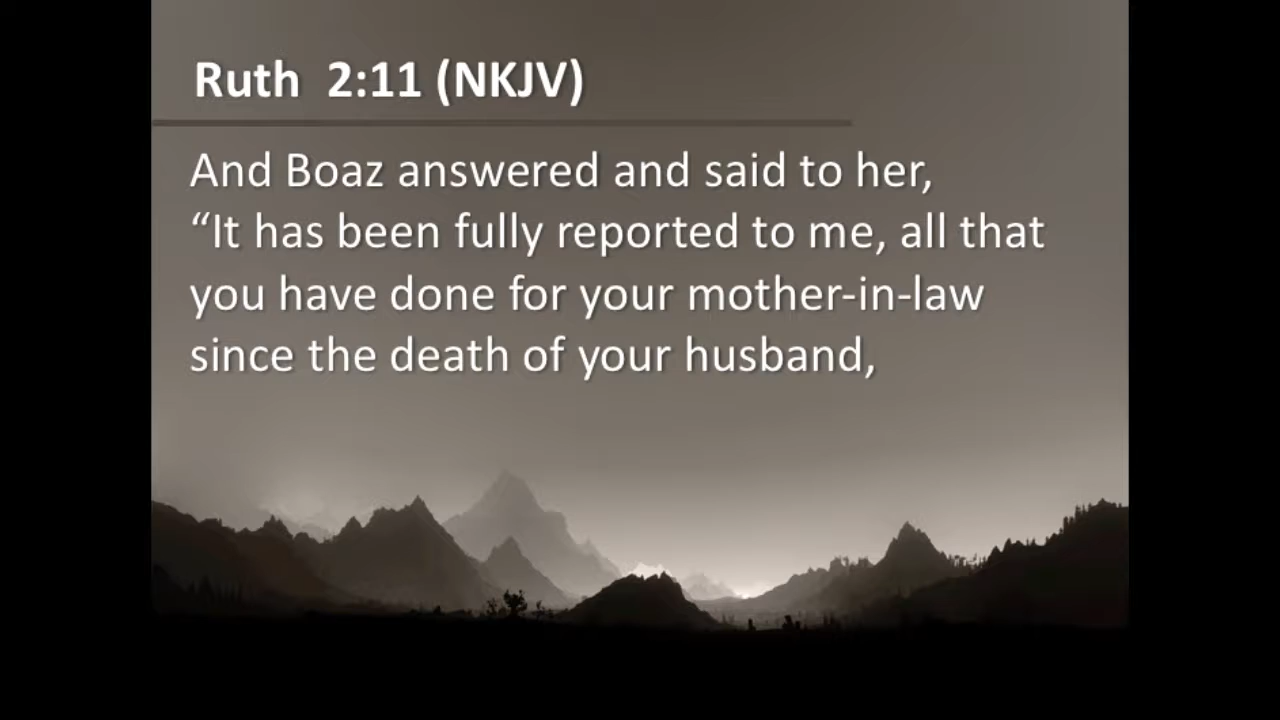 Ruth  2:11 (NKJV)
And Boaz answered and said to her,
“It has been fully reported to me, all that
you have done for your mother-in-law
since the death of your husband,